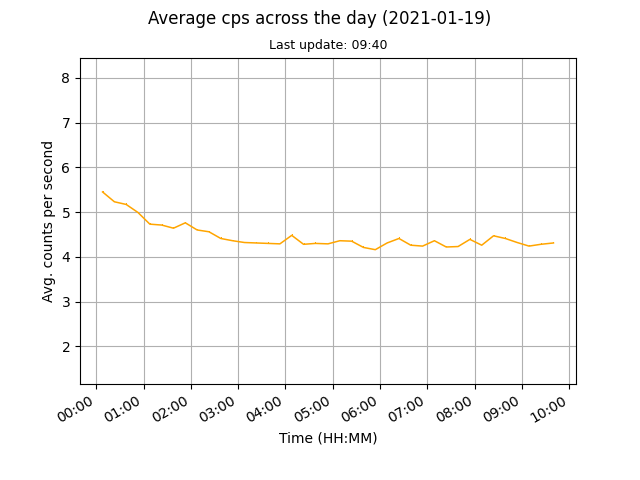 Average cps across the day (2021-01-19)
Last update: 09:40
8
7
6
5
4
3
2
Avg. counts per second
00:00 01:00 02:00 03:00 04:00 05:00 06:00 07:00 08:00 09:00 10:00
Time (HH:MM)